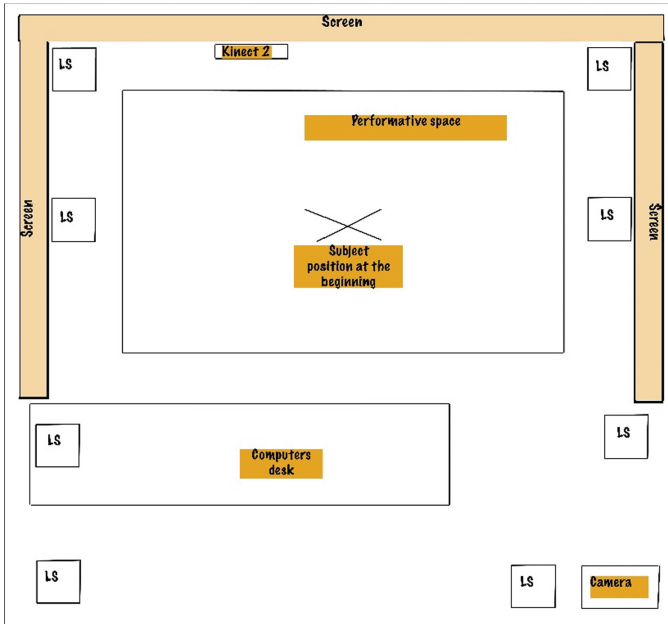 Screen
Kinect 2
LS
LS
Performative space
Screen
LS
LS
Screen
Subject
position at the
beginning
LS
LS
Computers
desk
LS
LS
Camera